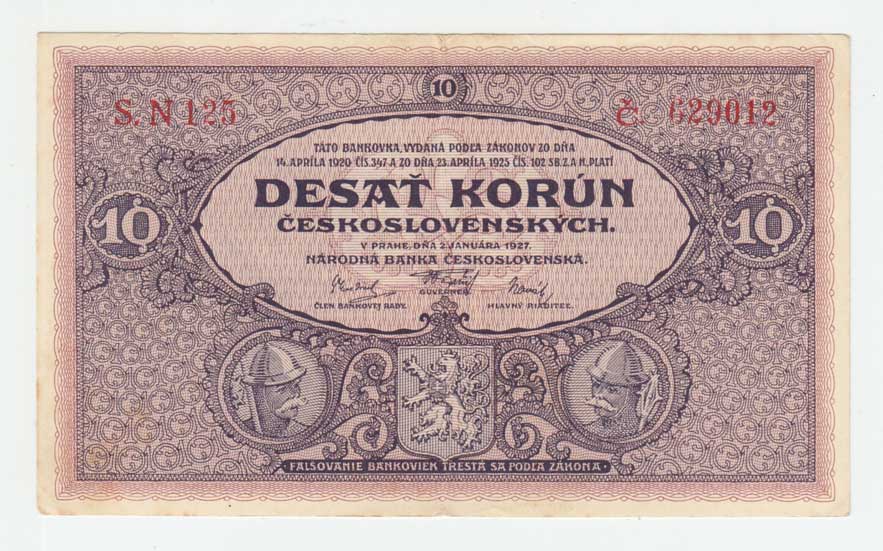 10
S. N 125
Č. 629012
TÁTO BANKOVKA, VYDANÁ PODĽA ZÁKONOV ZO DŇA
14. APRÍLA 1920 ČÍS. 347 A ZO DŇA 23. APRÍLA 1925 ČÍS. 102 SB. Z. A N. PLATÍ
DESAŤ KORÚN
ČESKOSLOVENSKÝCH.
10
10
V PRAHE, DŇA 2. JANUÁRA 1927.
NÁRODNÁ BANKA ČESKOSLOVENSKÁ.
GUVERNER.
ČLEN BANKOVEJ RADY.
HLAVNÝ RIADITEĽ.
FALŠOVANIE BANKOVIEK TRESTÁ SA PODĽA ZÁKONA.